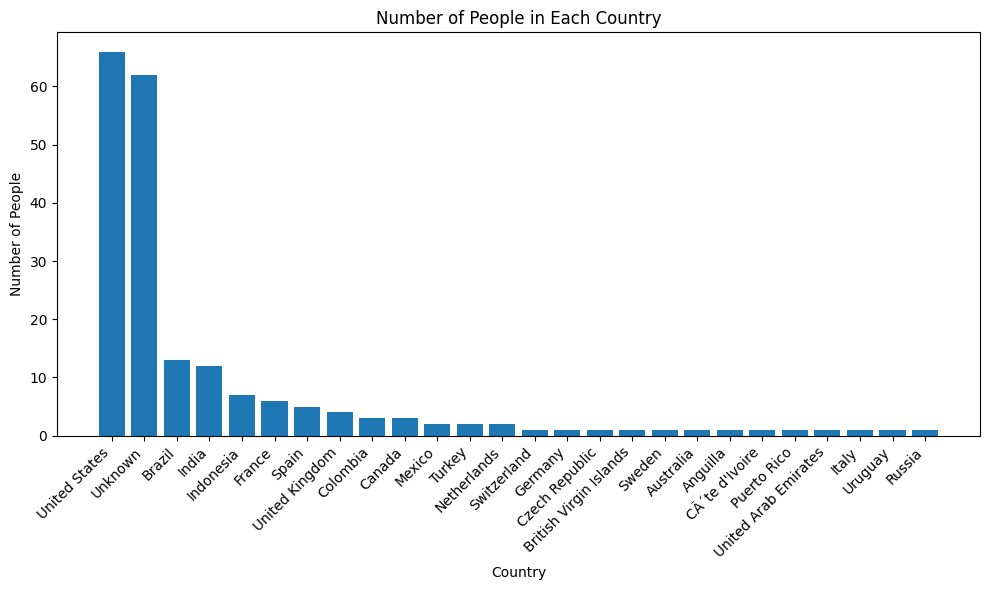 Number of People in Each Country
Number of People
60
50
40
30
20
10
0
United States
Unknown
Brazil
India
Indonesia
France
Spain
United Kingdom
Colombia
Canada
Mexico
Turkey
Netherlands
Switzerland
Germany
Czech Republic
British Virgin Islands
Sweden
Australia
Anguilla
CÃ´te d'Ivoire
Puerto Rico
United Arab Emirates
Italy
Uruguay
Russia
Country